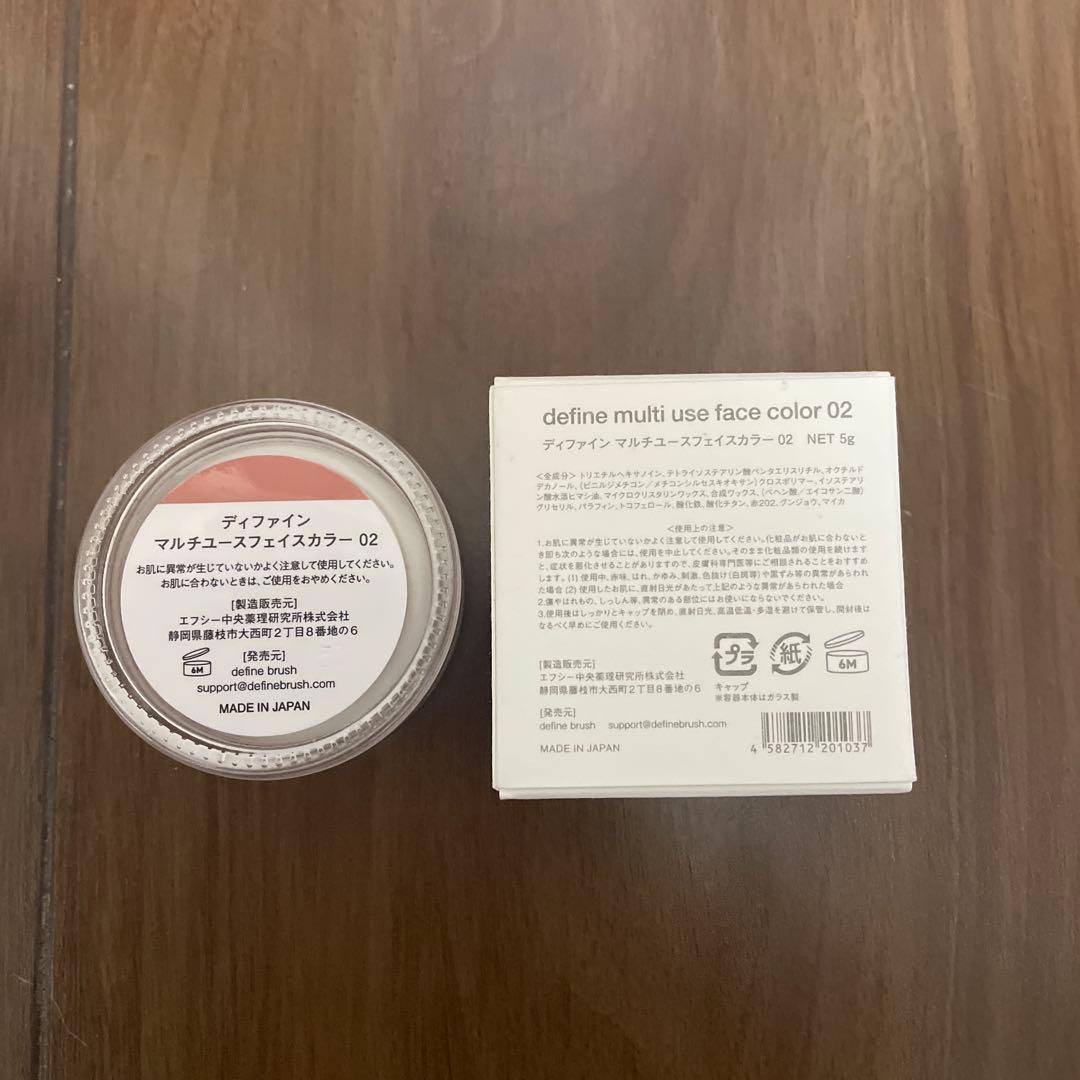 ディファイン
マルチユースフェイスカラー 02
お肌に異常が生じていないかよく注意して使用してください。
お肌に合わないときは、ご使用をおやめください。
[製造販売元]
エフシー中央薬理研究所株式会社
静岡県藤枝市大西町2丁目8番地の6
6M
[発売元]
define brush
support@definebrush.com
MADE IN JAPAN
define multi use face color 02
ディファイン マルチユースフェイスカラー 02 NET 5g
<全成分> トリエチルヘキサノイン、テトライソステアリン酸ペンタエリスリチル、オクチルド
デカノール、(ビニルジメチコン/メチコンシルセスキオキサン)クロスポリマー、イソステアリ
ン酸水添ヒマシ油、マイクロクリスタリンワックス、合成ワックス、(ベヘン酸/エイコサン二酸)
グリセリル、パラフィン、トコフェロール、酸化鉄、酸化チタン、赤202、グンジョウ、マイカ
<使用上の注意>
1.お肌に異常が生じていないかよく注意して使用してください。化粧品がお肌に合わないと
き即ち次のような場合には、使用を中止してください。そのまま化粧品類の使用を続けます
と、症状を悪化させることがありますので、皮膚科専門医等にご相談されることをおすすめ
します。(1) 使用中、赤味、はれ、かゆみ、刺激、色抜け(白斑等)や黒ずみ等の異常があらわれ
た場合 (2) 使用したお肌に、直射日光があたって上記のような異常があらわれた場合
2.傷やはれもの、しっしん等、異常のある部位にはお使いにならないでください。
3.使用後はしっかりとキャップを閉め、直射日光、高温低温・多湿を避けて保管し、開封後は
なるべく早めにご使用ください。
プラ 紙 6M
キャップ
※容器本体はガラス製
[製造販売元]
エフシー中央薬理研究所株式会社
静岡県藤枝市大西町2丁目8番地の6
[発売元]
define brush support@definebrush.com
MADE IN JAPAN
4 582712 201037